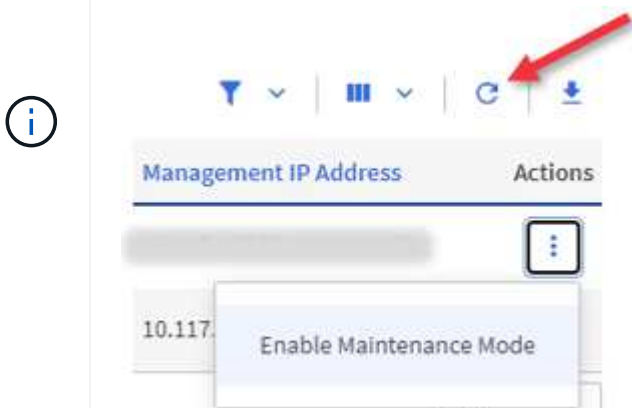 Management IP Address Actions
10.117.
Enable Maintenance Mode